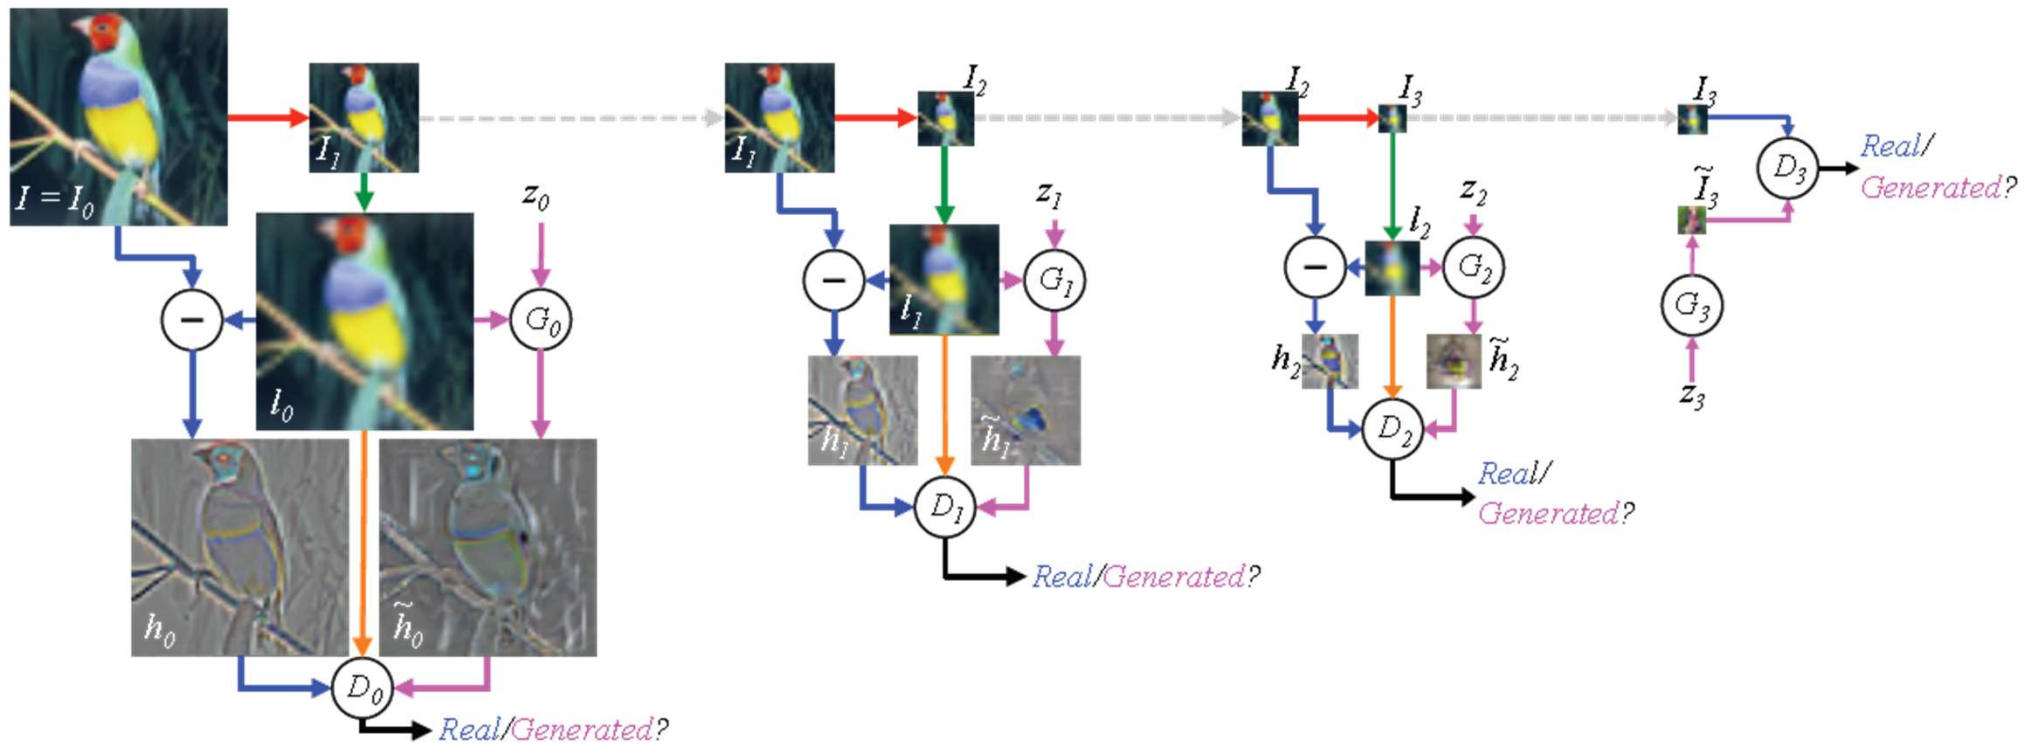 I = I₀
I₁
l₀
z₀
G₀
−
h₀
h̃₀
D₀
Real/Generated?
I₁
I₂
z₁
−
l₁
G₁
h₁
h̃₁
D₁
Real/Generated?
I₂
I₃
z₂
l₂
−
G₂
h₂
h̃₂
D₂
Real/
Generated?
I₃
D₃
Real/
Generated?
Ĩ₃
G₃
z₃